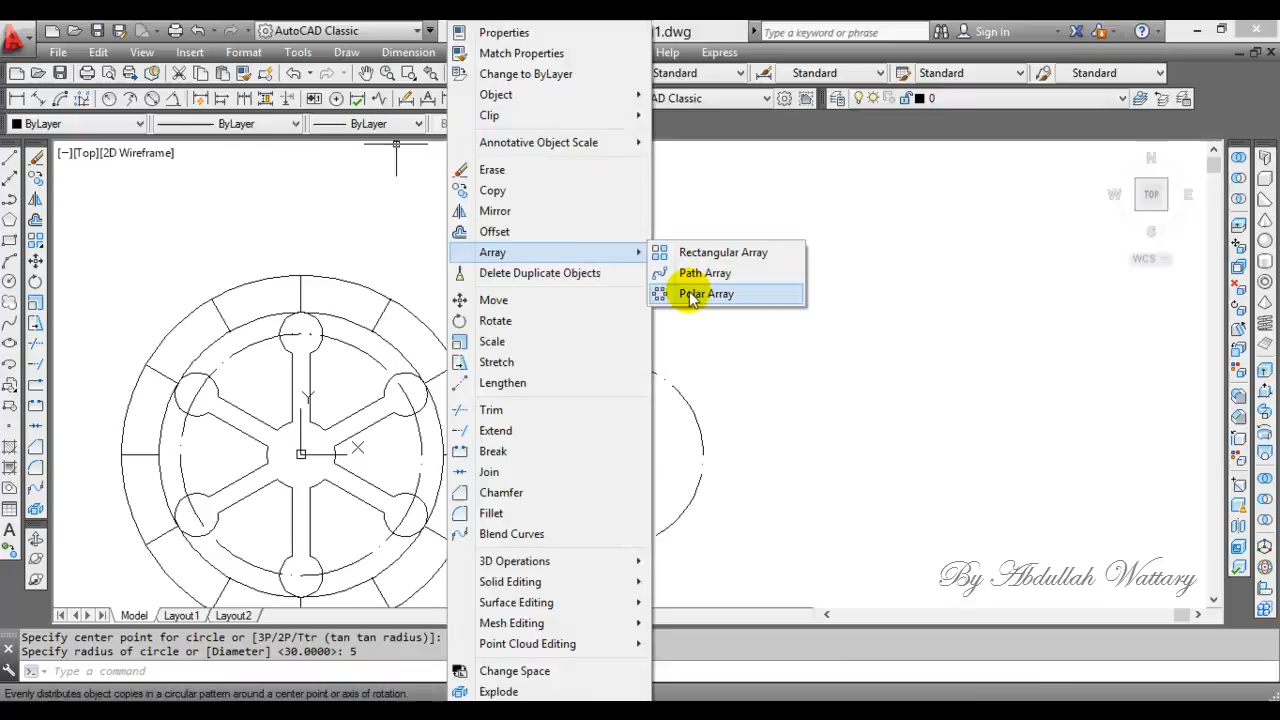 AutoCAD Classic
1.dwg
Type a keyword or phrase
Sign In
File Edit View Insert Format Tools Draw Dimension
Help Express
Standard Standard Standard Standard
CAD Classic
0
ByLayer ByLayer ByLayer
[−][Top][2D Wireframe]
Properties
Match Properties
Change to ByLayer
Object
Clip
Annotative Object Scale
Erase
Copy
Mirror
Offset
Array
Delete Duplicate Objects
Move
Rotate
Scale
Stretch
Lengthen
Trim
Extend
Break
Join
Chamfer
Fillet
Blend Curves
3D Operations
Solid Editing
Surface Editing
Mesh Editing
Point Cloud Editing
Change Space
Explode
Rectangular Array
Path Array
Polar Array
N
W TOP E
S
WCS
Y
X
By Abdullah Wattary
Model Layout1 Layout2
Specify center point for circle or [3P/2P/Ttr (tan tan radius)]:
Specify radius of circle or [Diameter] <30.0000>: 5
Type a command
Evenly distributes object copies in a circular pattern around a center point or axis of rotation.